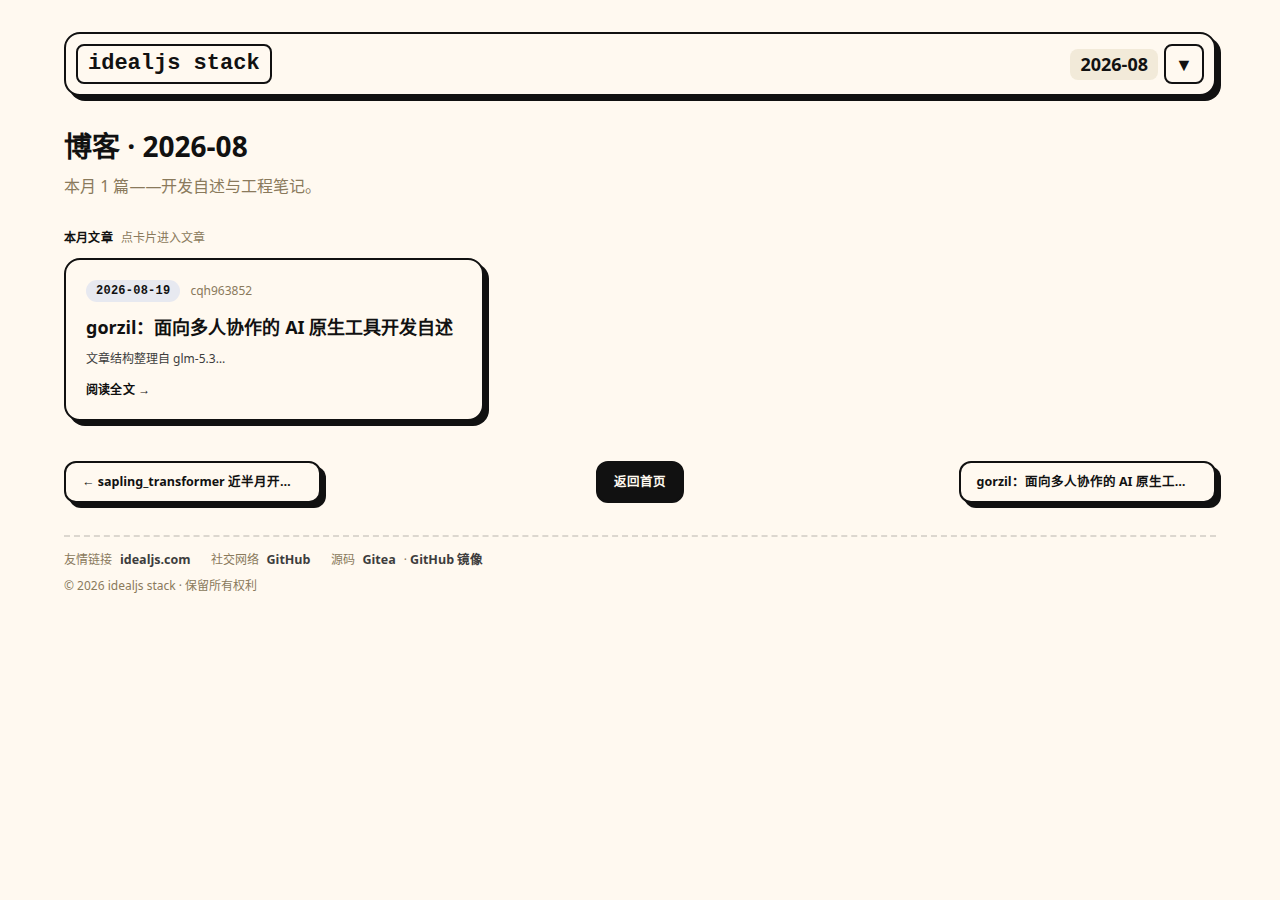 idealjs stack
2026-08 ▼
博客 · 2026-08
本月 1 篇——开发自述与工程笔记。
本月文章 点卡片进入文章
2026-08-19 cqh963852
gorzil：面向多人协作的 AI 原生工具开发自述
文章结构整理自 glm-5.3...
阅读全文 →
← sapling_transformer 近半月开...
返回首页
gorzil：面向多人协作的 AI 原生工...
友情链接 idealjs.com 社交网络 GitHub 源码 Gitea · GitHub 镜像
© 2026 idealjs stack · 保留所有权利